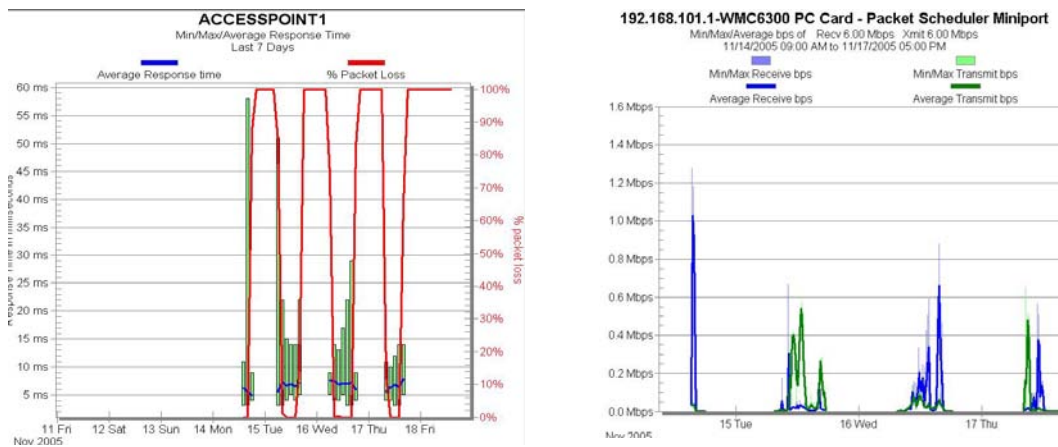 ACCESSPOINT1
Min/Max/Average Response Time
Last 7 Days
Average Response time
% Packet Loss
60 ms
55 ms
50 ms
45 ms
40 ms
35 ms
30 ms
25 ms
20 ms
15 ms
10 ms
5 ms
Response Time in milliseconds
100%
90%
80%
70%
60%
50%
40%
30%
20%
10%
0%
% packet loss
11 Fri 12 Sat 13 Sun 14 Mon 15 Tue 16 Wed 17 Thu 18 Fri
Nov 2005
192.168.101.1-WMC6300 PC Card - Packet Scheduler Miniport
Min/Max/Average bps of Recv 6.00 Mbps Xmit 6.00 Mbps
11/14/2005 09:00 AM to 11/17/2005 05:00 PM
Min/Max Receive bps
Min/Max Transmit bps
Average Receive bps
Average Transmit bps
1.6 Mbps
1.4 Mbps
1.2 Mbps
1.0 Mbps
0.8 Mbps
0.6 Mbps
0.4 Mbps
0.2 Mbps
0.0 Mbps
15 Tue 16 Wed 17 Thu
Nov 2005